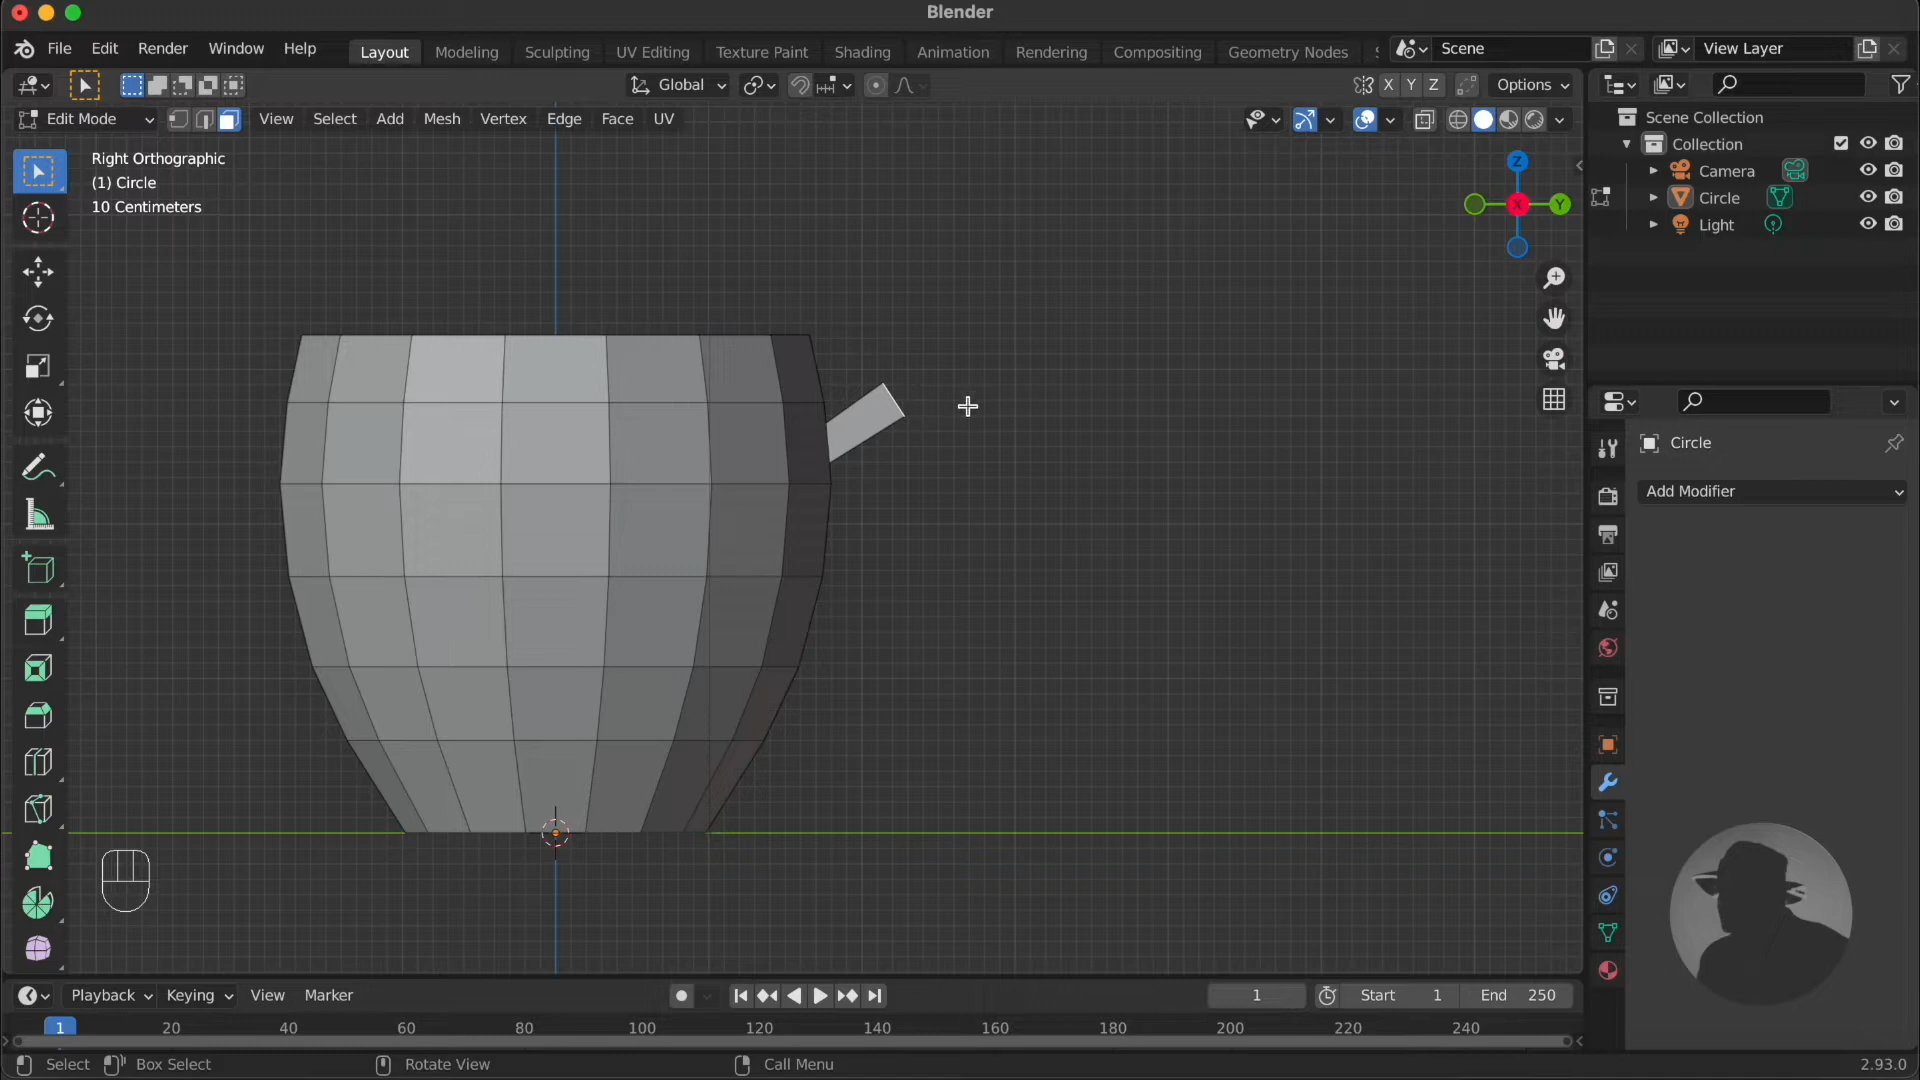 Blender
File Edit Render Window Help Layout Modeling Sculpting UV Editing Texture Paint Shading Animation Rendering Compositing Geometry Nodes Scene View Layer
Global X Y Z Options
Edit Mode View Select Add Mesh Vertex Edge Face UV
Right Orthographic
(1) Circle
10 Centimeters
Z
X
Y
Scene Collection
Collection
Camera
Circle
Light
Circle
Add Modifier
Playback Keying View Marker 1 Start 1 End 250
1 20 40 60 80 100 120 140 160 180 200 220 240
Select Box Select Rotate View Call Menu 2.93.0